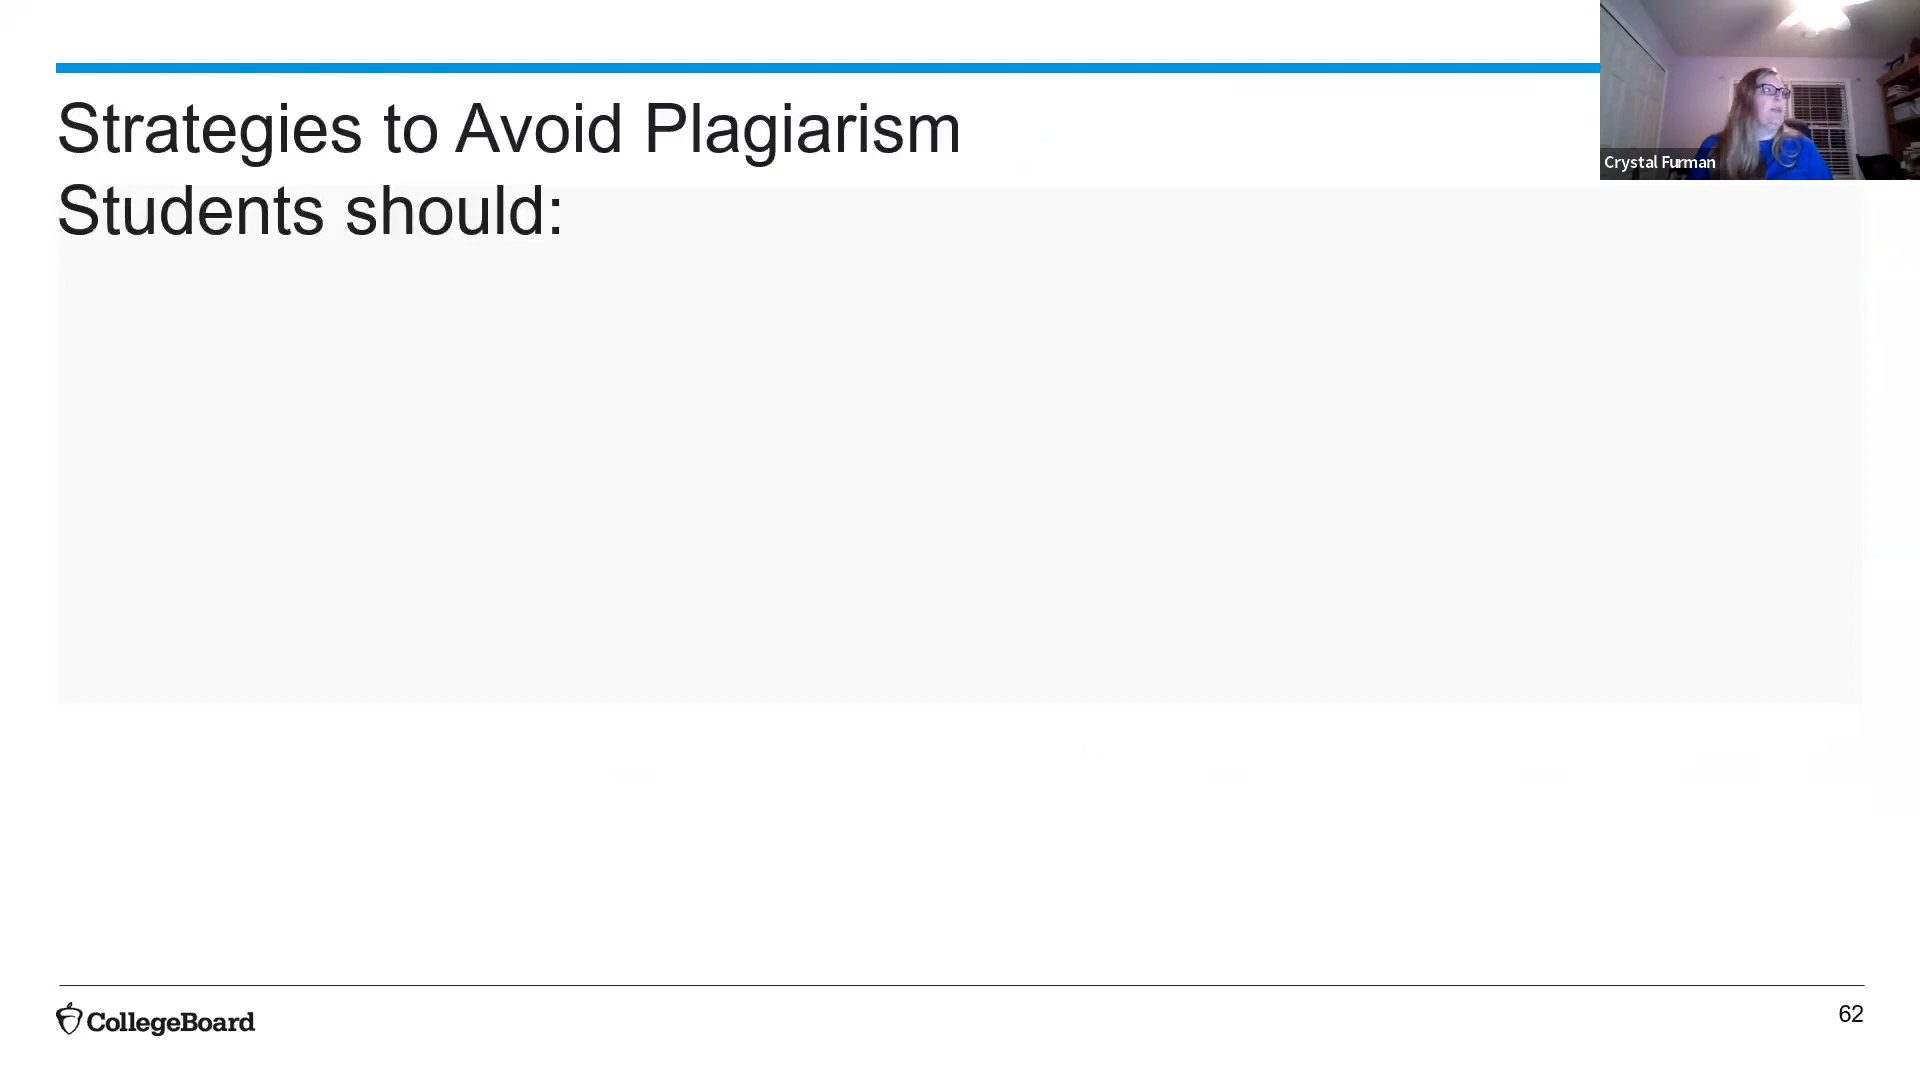 Strategies to Avoid Plagiarism
Students should:
Crystal Furman
CollegeBoard
62